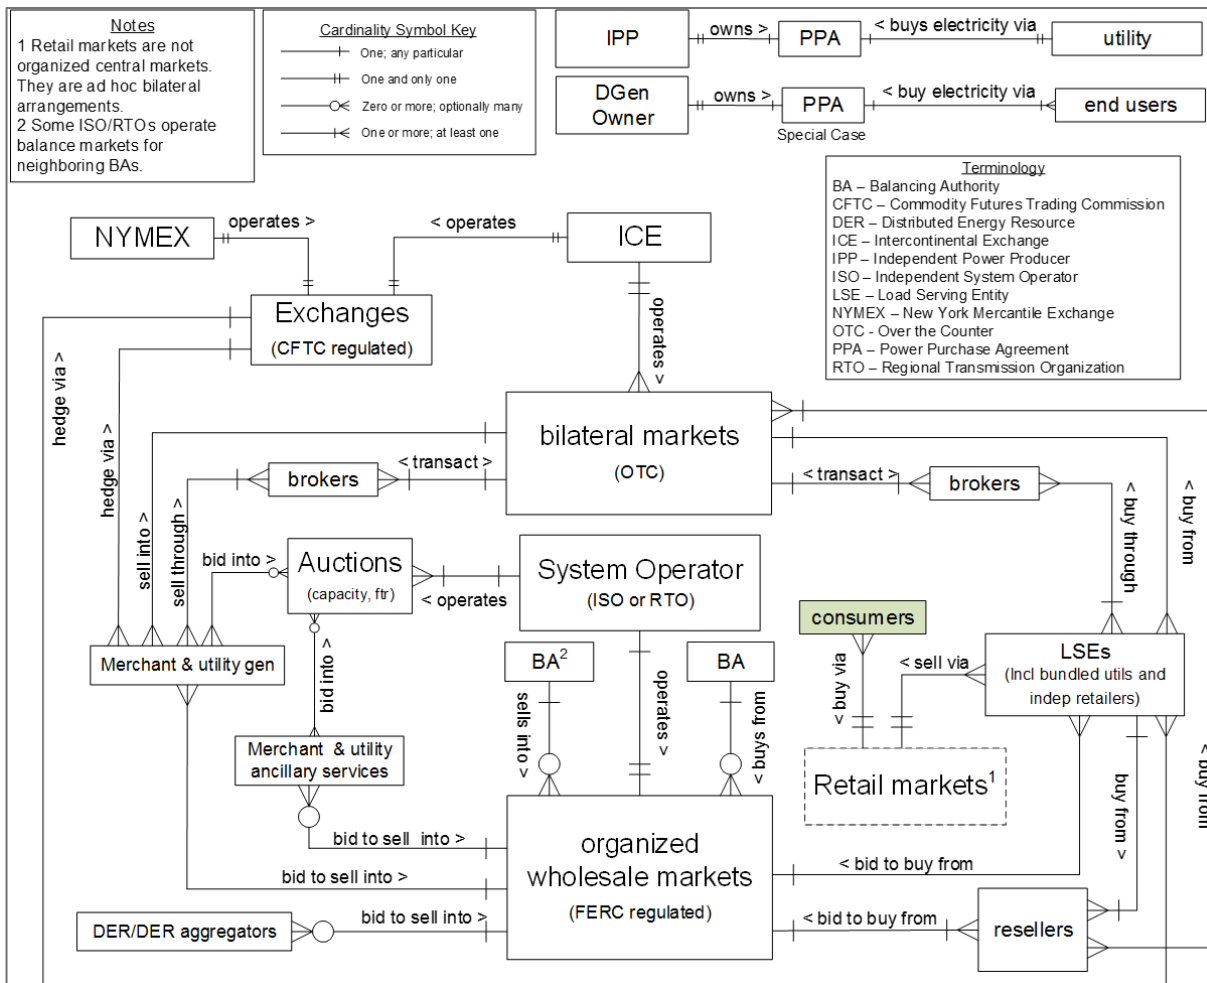 Notes
1 Retail markets are not
organized central markets.
They are ad hoc bilateral
arrangements.
2 Some ISO/RTOs operate
balance markets for
neighboring BAs.
Cardinality Symbol Key
One; any particular
One and only one
Zero or more; optionally many
One or more; at least one
IPP
owns >
PPA
< buys electricity via
utility
DGen
Owner
owns >
PPA
Special Case
< buy electricity via
end users
Terminology
BA – Balancing Authority
CFTC – Commodity Futures Trading Commission
DER – Distributed Energy Resource
ICE – Intercontinental Exchange
IPP – Independent Power Producer
ISO – Independent System Operator
LSE – Load Serving Entity
NYMEX – New York Mercantile Exchange
OTC - Over the Counter
PPA – Power Purchase Agreement
RTO – Regional Transmission Organization
NYMEX
operates >
< operates
ICE
Exchanges
(CFTC regulated)
operates >
hedge via >
hedge via >
bilateral markets
(OTC)
sell into >
sell through >
brokers
< transact >
< transact >
brokers
< buy through
< buy from
bid into >
Auctions
(capacity, ftr)
< operates
System Operator
(ISO or RTO)
consumers
Merchant & utility gen
bid into >
BA2
sells into >
operates >
BA
< buys from
< buy via
< sell via
LSEs
(Incl bundled utils and
indep retailers)
Merchant & utility
ancillary services
Retail markets1
buy from >
< buy from
bid to sell into >
organized
wholesale markets
(FERC regulated)
< bid to buy from
bid to sell into >
DER/DER aggregators
bid to sell into >
< bid to buy from
resellers